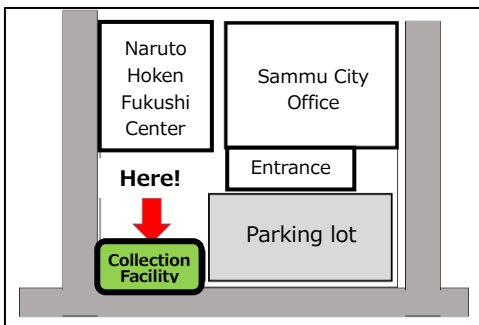 Naruto
Hoken
Fukushi
Center
Sammu City
Office
Entrance
Here!
Parking lot
Collection
Facility